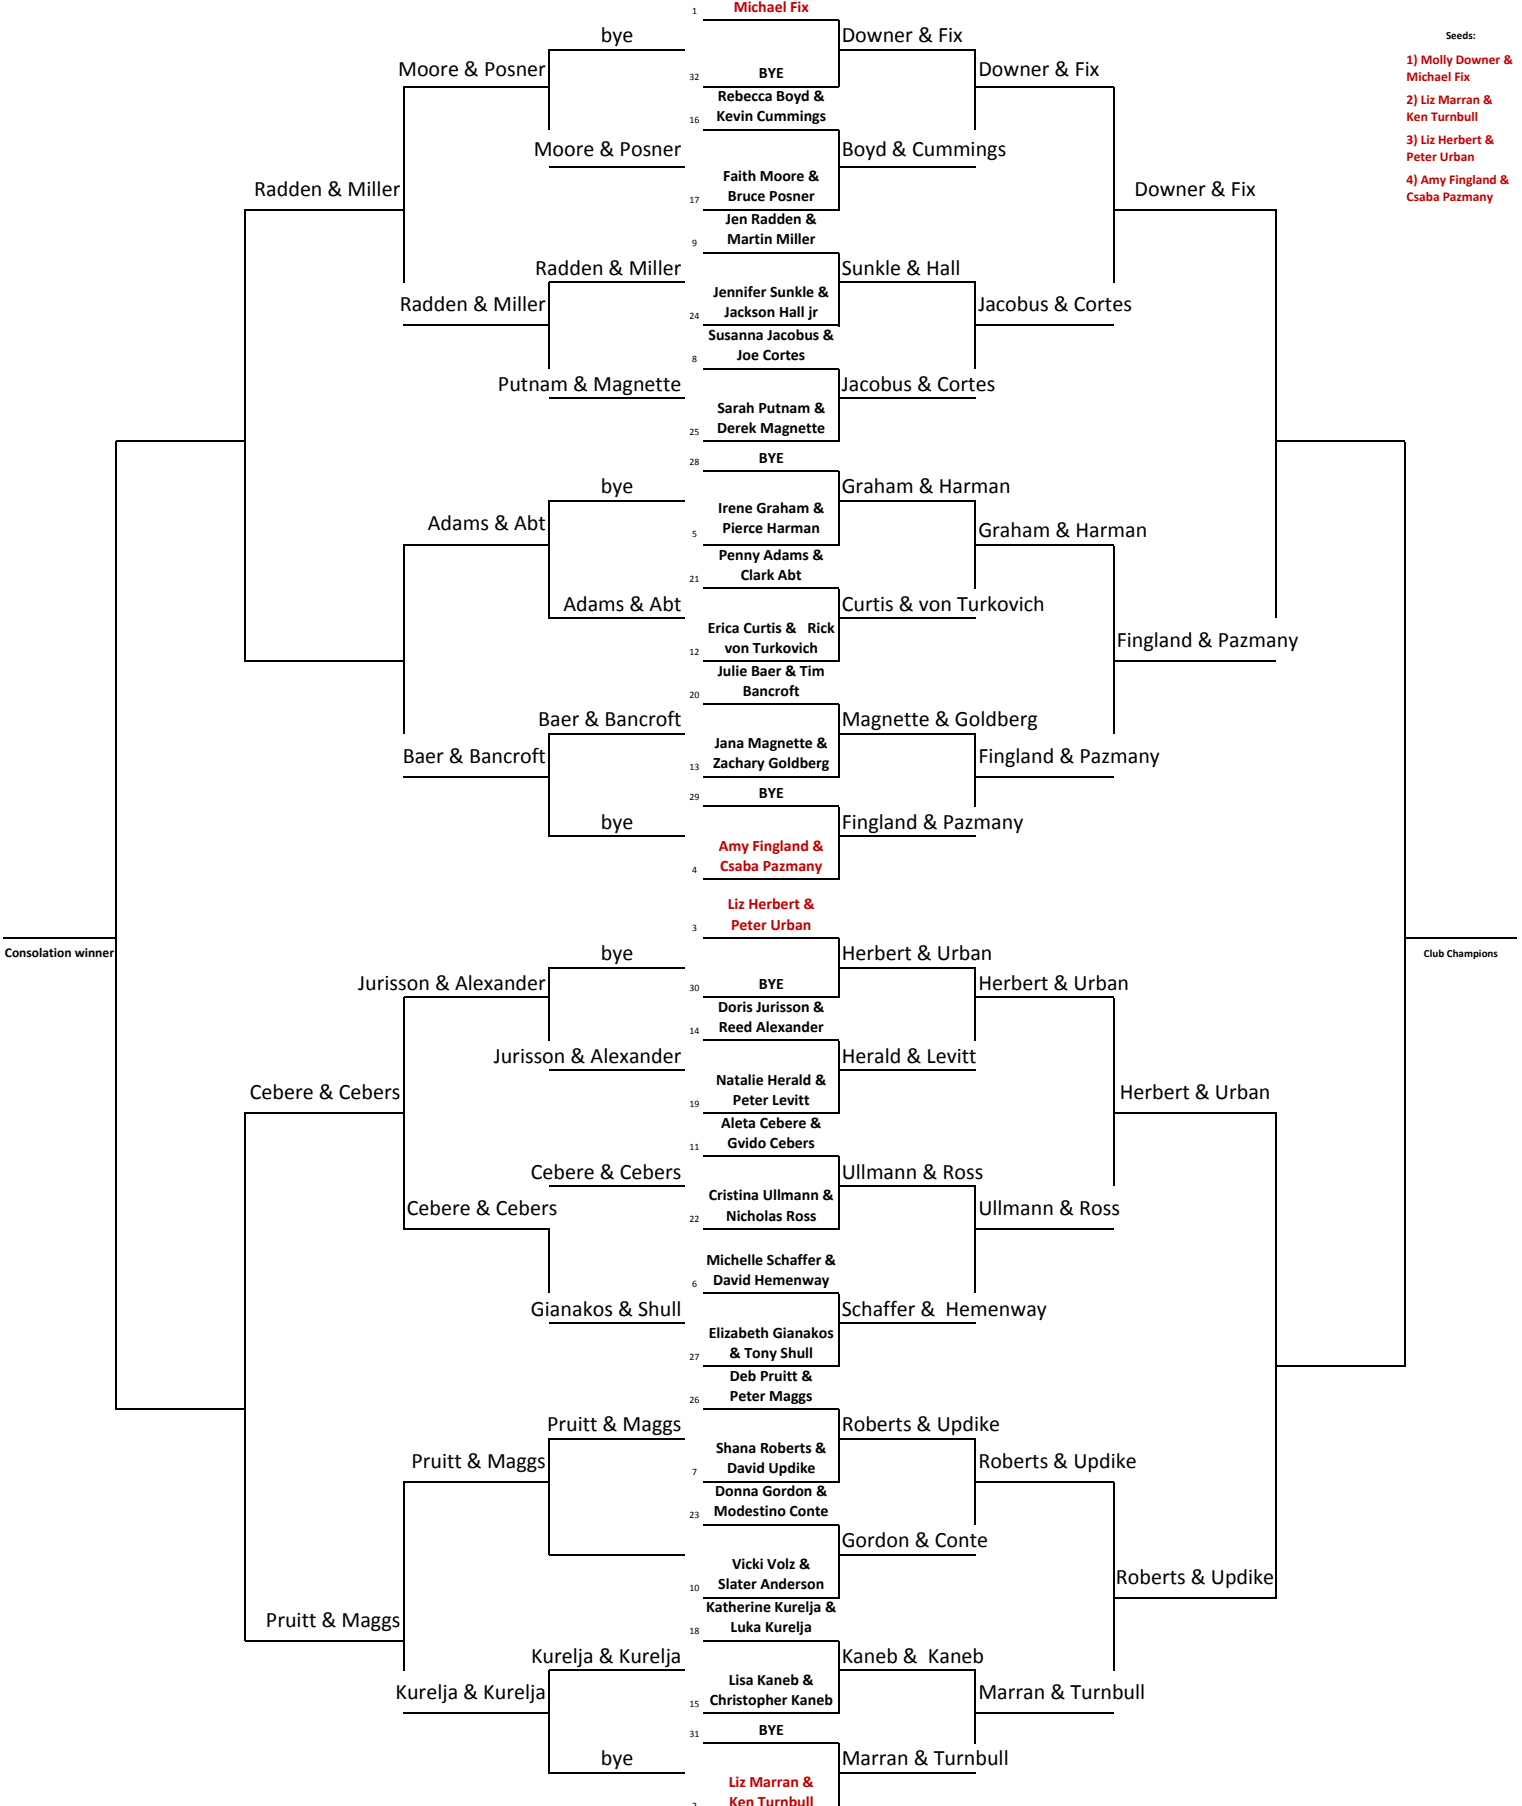 1
Michael Fix
bye
Downer & Fix
Seeds:
Moore & Posner
32
BYE
Downer & Fix
1) Molly Downer &
Michael Fix
Rebecca Boyd &
Kevin Cummings
16
2) Liz Marran &
Ken Turnbull
Moore & Posner
Boyd & Cummings
3) Liz Herbert &
Peter Urban
Faith Moore &
Bruce Posner
17
4) Amy Fingland &
Csaba Pazmany
Radden & Miller
Downer & Fix
Jen Radden &
Martin Miller
9
Radden & Miller
Sunkle & Hall
Radden & Miller
Jennifer Sunkle &
Jackson Hall jr
24
Jacobus & Cortes
Susanna Jacobus &
Joe Cortes
8
Putnam & Magnette
Jacobus & Cortes
Sarah Putnam &
Derek Magnette
25
28
BYE
bye
Graham & Harman
Adams & Abt
Irene Graham &
Pierce Harman
5
Graham & Harman
Penny Adams &
Clark Abt
21
Adams & Abt
Curtis & von Turkovich
Erica Curtis &   Rick
von Turkovich
12
Fingland & Pazmany
Julie Baer & Tim
Bancroft
20
Baer & Bancroft
Magnette & Goldberg
Baer & Bancroft
Jana Magnette &
Zachary Goldberg
13
Fingland & Pazmany
29
BYE
bye
Fingland & Pazmany
Amy Fingland &
Csaba Pazmany
4
Liz Herbert &
Peter Urban
3
Consolation winner
bye
Herbert & Urban
Club Champions
Jurisson & Alexander
30
BYE
Herbert & Urban
Doris Jurisson &
Reed Alexander
14
Jurisson & Alexander
Herald & Levitt
Cebere & Cebers
Natalie Herald &
Peter Levitt
19
Herbert & Urban
Aleta Cebere &
Gvido Cebers
11
Cebere & Cebers
Ullmann & Ross
Cebere & Cebers
Cristina Ullmann &
Nicholas Ross
22
Ullmann & Ross
Michelle Schaffer &
David Hemenway
6
Gianakos & Shull
Schaffer &  Hemenway
Elizabeth Gianakos
& Tony Shull
27
Deb Pruitt &
Peter Maggs
26
Pruitt & Maggs
Roberts & Updike
Pruitt & Maggs
Shana Roberts &
David Updike
7
Roberts & Updike
Donna Gordon &
Modestino Conte
23
Gordon & Conte
Vicki Volz &
Slater Anderson
10
Roberts & Updike
Pruitt & Maggs
Katherine Kurelja &
Luka Kurelja
18
Kurelja & Kurelja
Kaneb &  Kaneb
Kurelja & Kurelja
Lisa Kaneb &
Christopher Kaneb
15
Marran & Turnbull
31
BYE
bye
Marran & Turnbull
Liz Marran &
Ken Turnbull
2